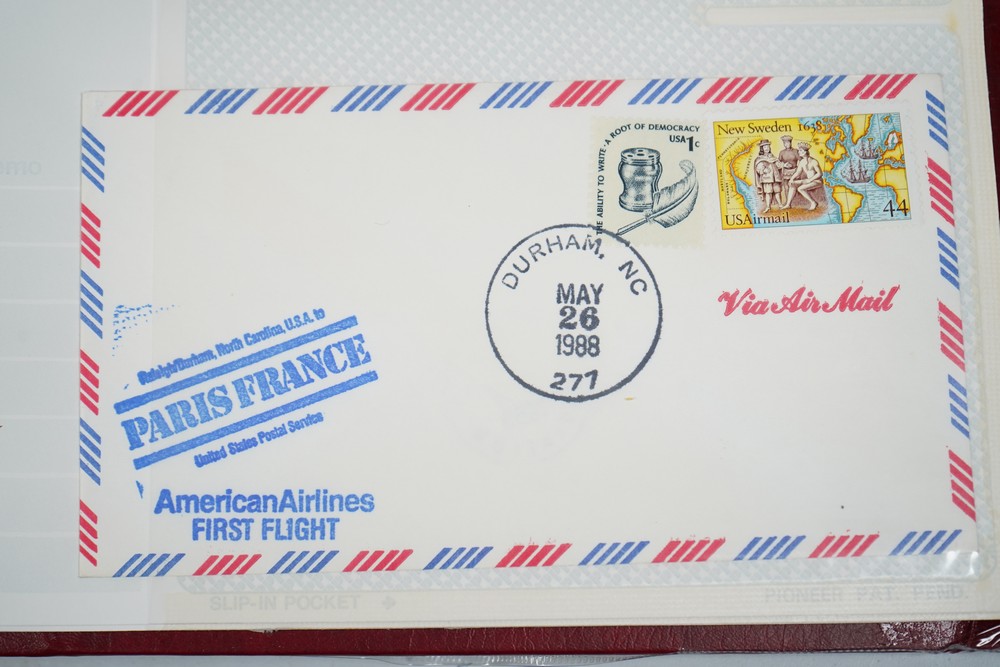 THE ABILITY TO WRITE · A ROOT OF DEMOCRACY
USA 1c
New Sweden 1638
USAirmail
44
DURHAM, NC
MAY
26
1988
277
Via Air Mail
Raleigh/Durham, North Carolina, U.S.A. to
PARIS FRANCE
United States Postal Service
AmericanAirlines
FIRST FLIGHT
SLIP-IN POCKET
PIONEER PAT. PEND.